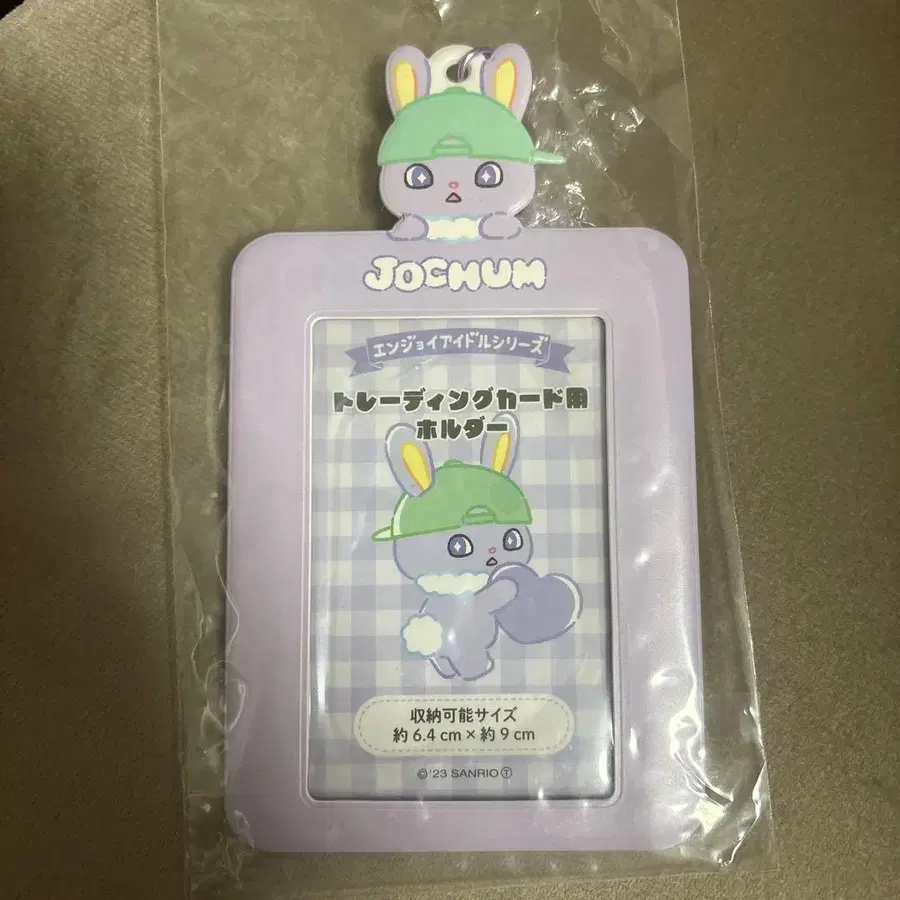 JOCHUM
エンジョイアイドルシリーズ
トレーディングカード用
ホルダー
収納可能サイズ
約 6.4 cm × 約 9 cm
©'23 SANRIO Ⓣ